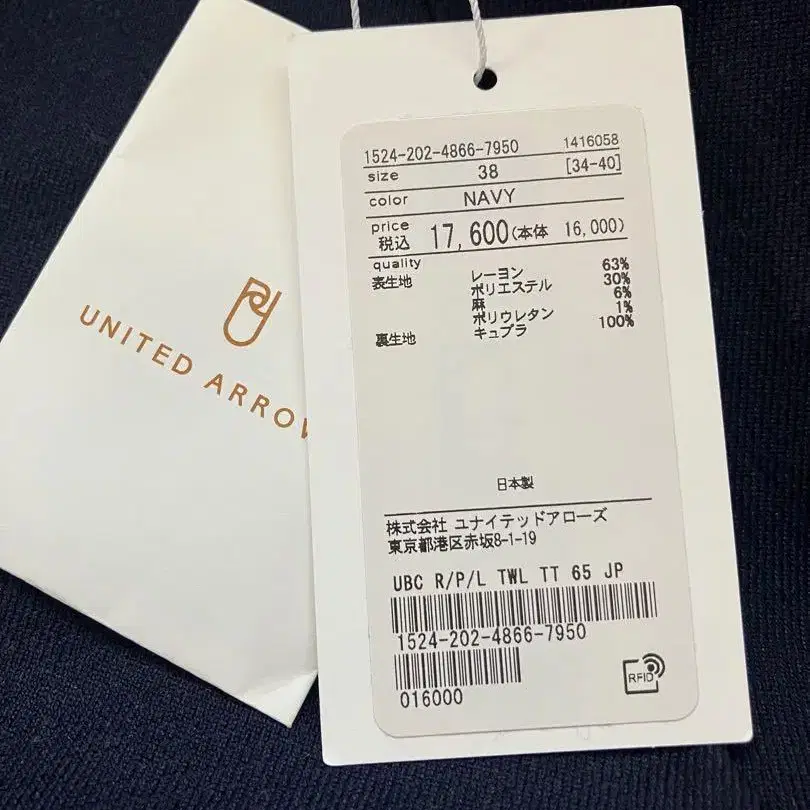 UNITED ARROW
1524-202-4866-7950 1416058
size 38 [34-40]
color NAVY
price
税込 17,600(本体 16,000)
quality
表生地 レーヨン 63%
ポリエステル 30%
麻 6%
ポリウレタン 1%
裏生地 キュプラ 100%
日本製
株式会社 ユナイテッドアローズ
東京都港区赤坂8-1-19
UBC R/P/L TWL TT 65 JP
1524-202-4866-7950
016000
RFID